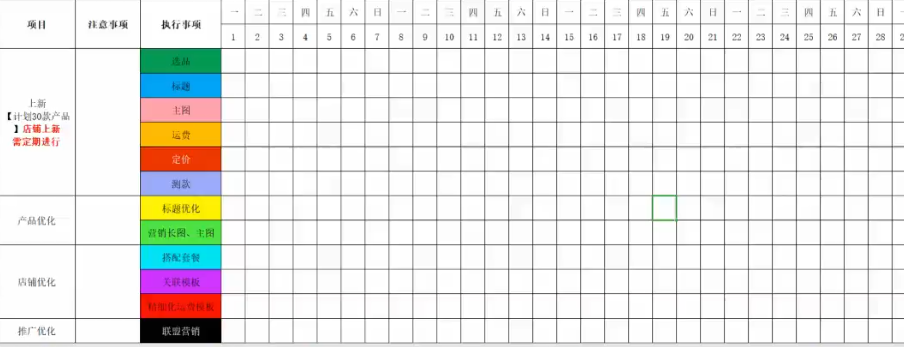 项目 注意事项 执行事项 一 二 三 四 五 六 日 一 二 三 四 五 六 日 一 二 三 四 五 六 日 一 二 三 四 五 六 日
1 2 3 4 5 6 7 8 9 10 11 12 13 14 15 16 17 18 19 20 21 22 23 24 25 26 27 28
上新
【计划30款产品
】店铺上新
需定期进行
选品
标题
主图
运费
定价
测款
产品优化
标题优化
营销长图、主图
店铺优化
搭配套餐
关联模板
精细化运费模板
推广优化
联盟营销